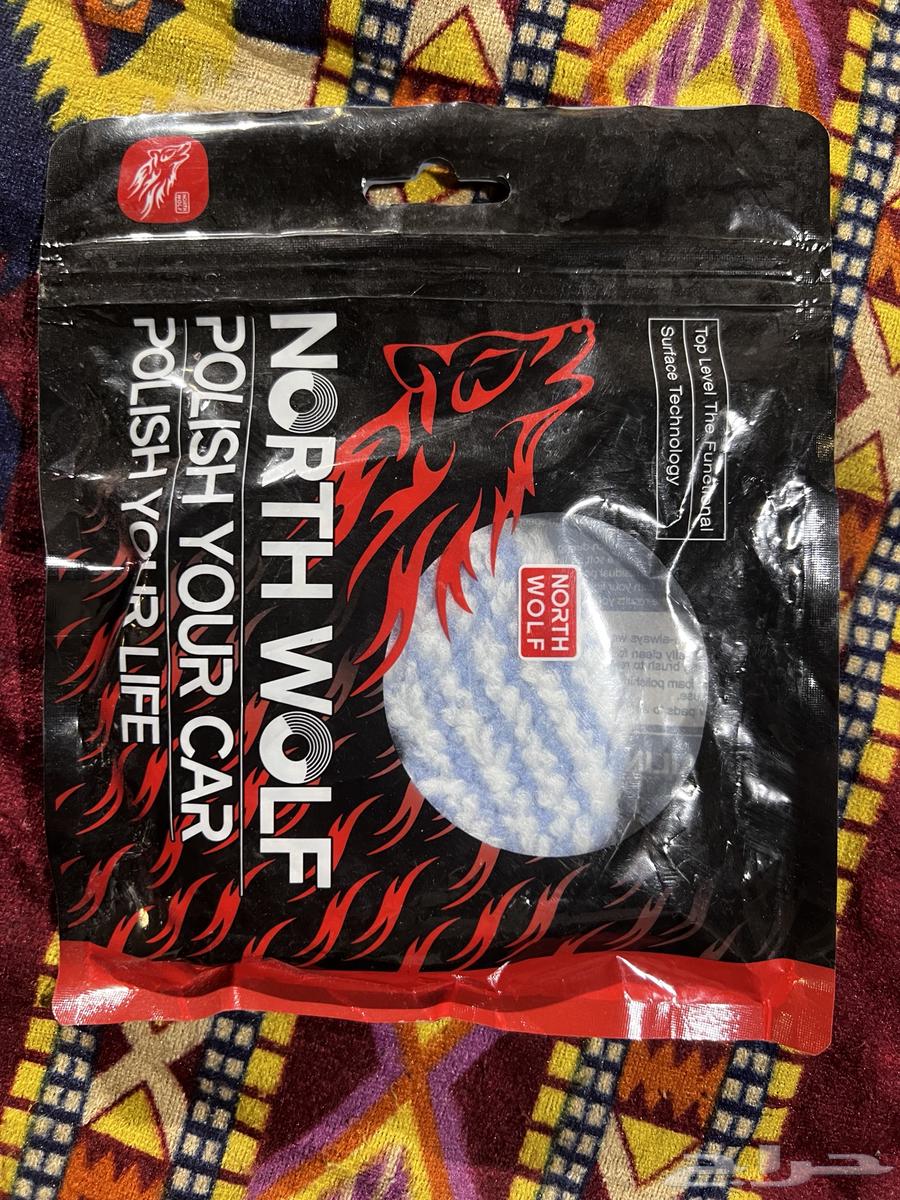 NORTH
WOLF
Top Level The Functional
Surface Technology
NORTH
WOLF
NORTH WOLF
POLISH YOUR CAR
POLISH YOUR LIFE
حراج